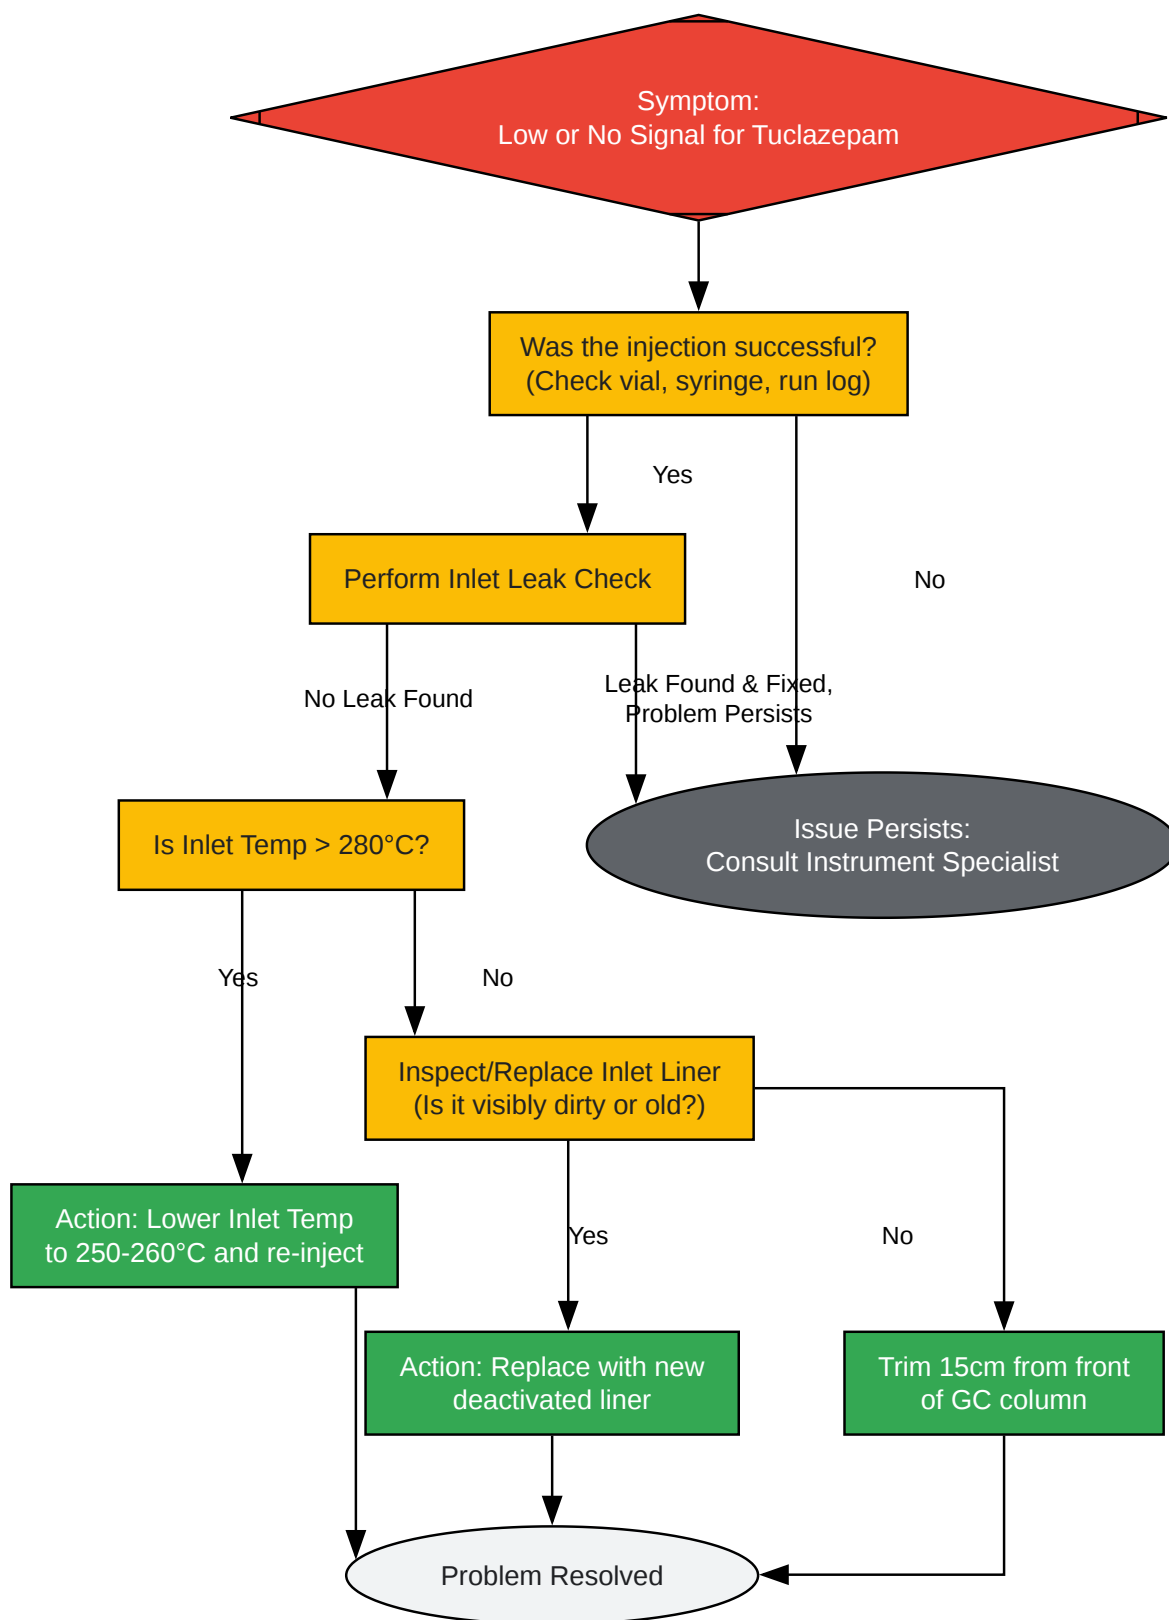 Symptom:
Low or No Signal for Tuclazepam
Was the injection successful?
(Check vial, syringe, run log)
Yes
No
Perform Inlet Leak Check
No Leak Found
Leak Found & Fixed,
Problem Persists
Issue Persists:
Consult Instrument Specialist
Is Inlet Temp > 280°C?
Yes
No
Inspect/Replace Inlet Liner
(Is it visibly dirty or old?)
Action: Lower Inlet Temp
to 250-260°C and re-inject
Yes
No
Action: Replace with new
deactivated liner
Trim 15cm from front
of GC column
Problem Resolved